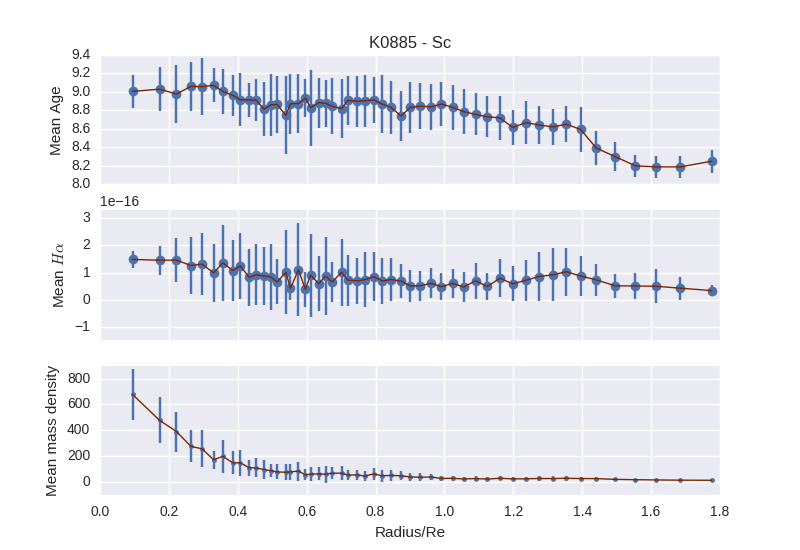 K0885 - Sc
9.4
9.2
9.0
8.8
8.6
8.4
8.2
8.0
Mean Age
1e−16
3
2
1
0
−1
Mean Hα
800
600
400
200
0
Mean mass density
0.0 0.2 0.4 0.6 0.8 1.0 1.2 1.4 1.6 1.8
Radius/Re